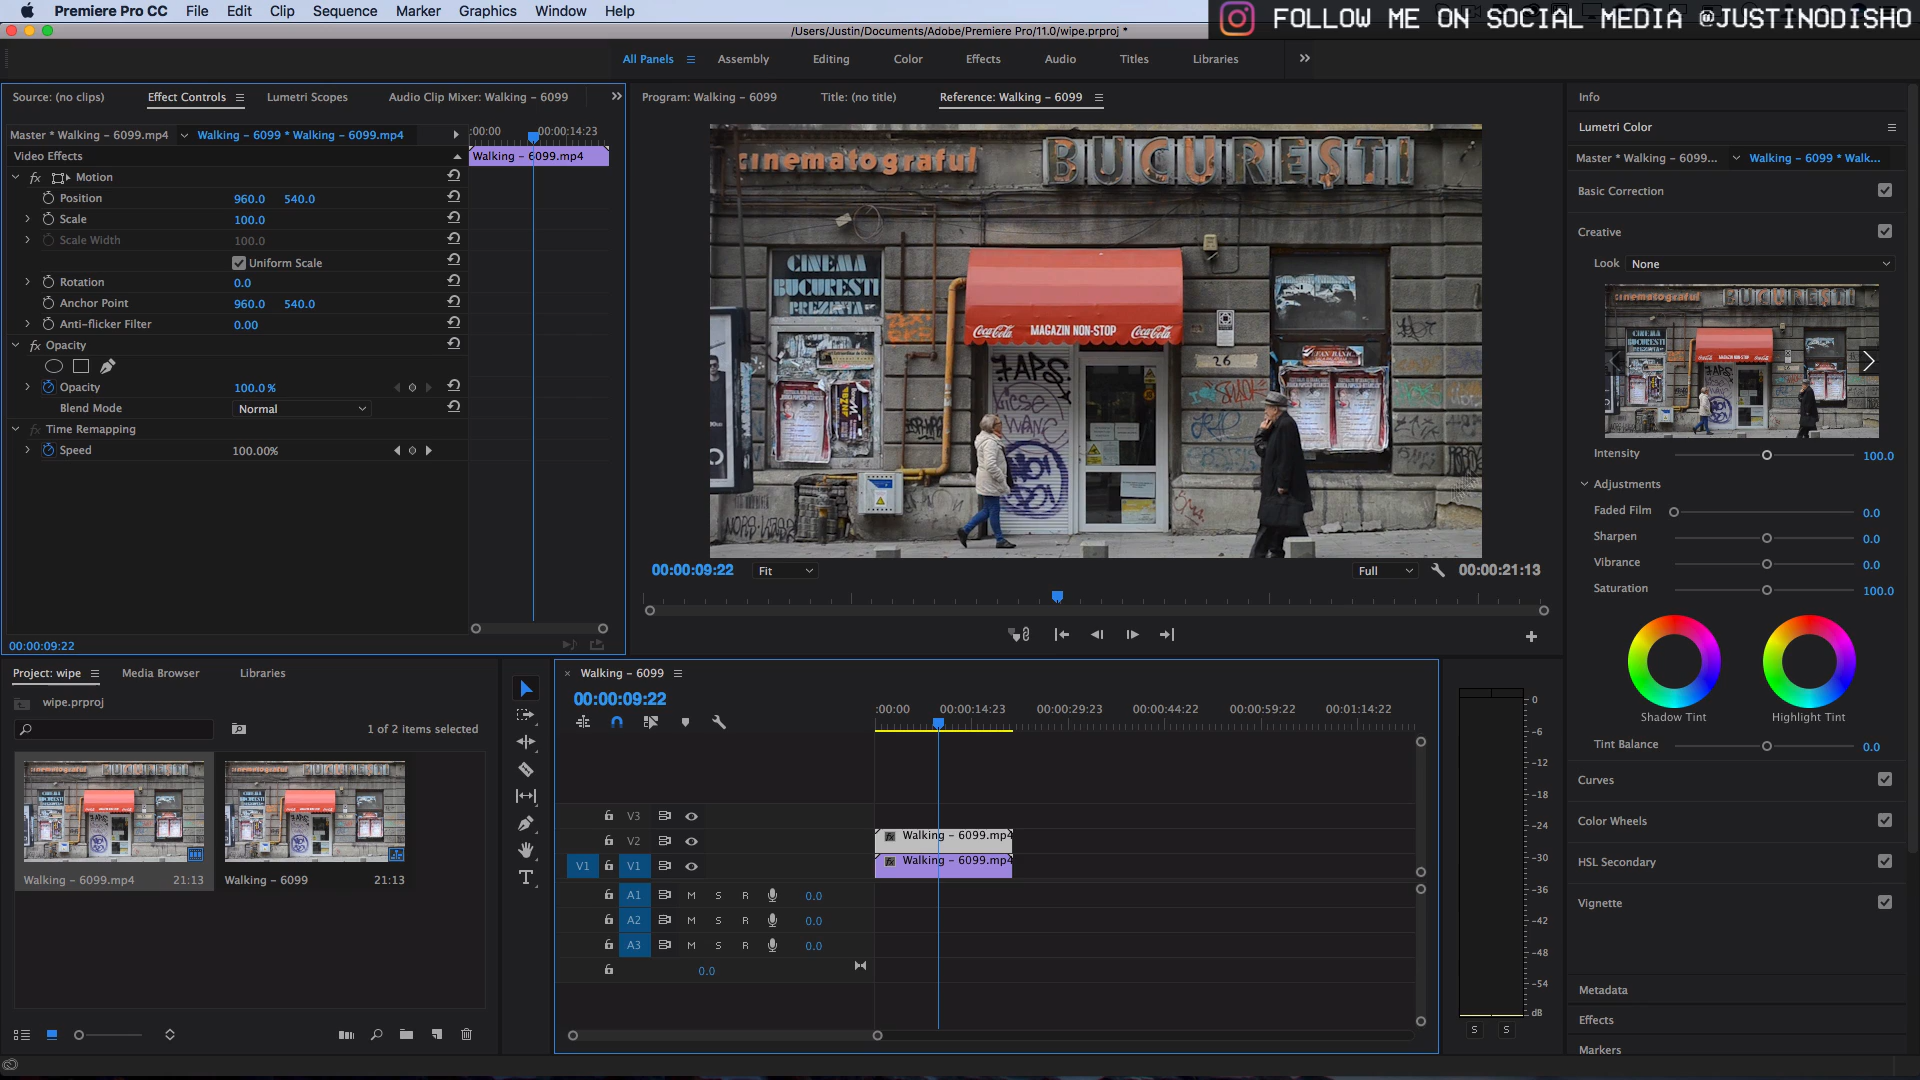 Premiere Pro CC File Edit Clip Sequence Marker Graphics Window Help
FOLLOW ME ON SOCIAL MEDIA @JUSTINODISHO
/Users/Justin/Documents/Adobe/Premiere Pro/11.0/wipe.prproj *
All Panels Assembly Editing Color Effects Audio Titles Libraries
Source: (no clips) Effect Controls Lumetri Scopes Audio Clip Mixer: Walking - 6099
Master * Walking - 6099.mp4 Walking - 6099 * Walking - 6099.mp4
:00:00 00:00:14:23
Video Effects
Walking - 6099.mp4
fx Motion
Position 960.0 540.0
Scale 100.0
Scale Width 100.0
Uniform Scale
Rotation 0.0
Anchor Point 960.0 540.0
Anti-flicker Filter 0.00
fx Opacity
Opacity 100.0 %
Blend Mode Normal
fx Time Remapping
Speed 100.00%
00:00:09:22
Program: Walking - 6099 Title: (no title) Reference: Walking - 6099
cinematograful BUCUREȘTI
CINEMA
BUCURESTI
PREZINTA
Coca-Cola MAGAZIN NON-STOP Coca-Cola
26
7APS
00:00:09:22 Fit Full 00:00:21:13
Info
Lumetri Color
Master * Walking - 6099... Walking - 6099 * Walk...
Basic Correction
Creative
Look None
Intensity 100.0
Adjustments
Faded Film 0.0
Sharpen 0.0
Vibrance 0.0
Saturation 100.0
Shadow Tint Highlight Tint
Tint Balance 0.0
Curves
Color Wheels
HSL Secondary
Vignette
Metadata
Effects
Markers
Project: wipe Media Browser Libraries
wipe.prproj
1 of 2 items selected
Walking - 6099.mp4 21:13 Walking - 6099 21:13
Walking - 6099
00:00:09:22
:00:00 00:00:14:23 00:00:29:23 00:00:44:22 00:00:59:22 00:01:14:22
V3
V2 fx Walking - 6099.mp4
V1 V1 fx Walking - 6099.mp4
A1 M S R 0.0
A2 M S R 0.0
A3 M S R 0.0
0.0
0
-6
-12
-18
-24
-30
-36
-42
-48
-54
dB
S S